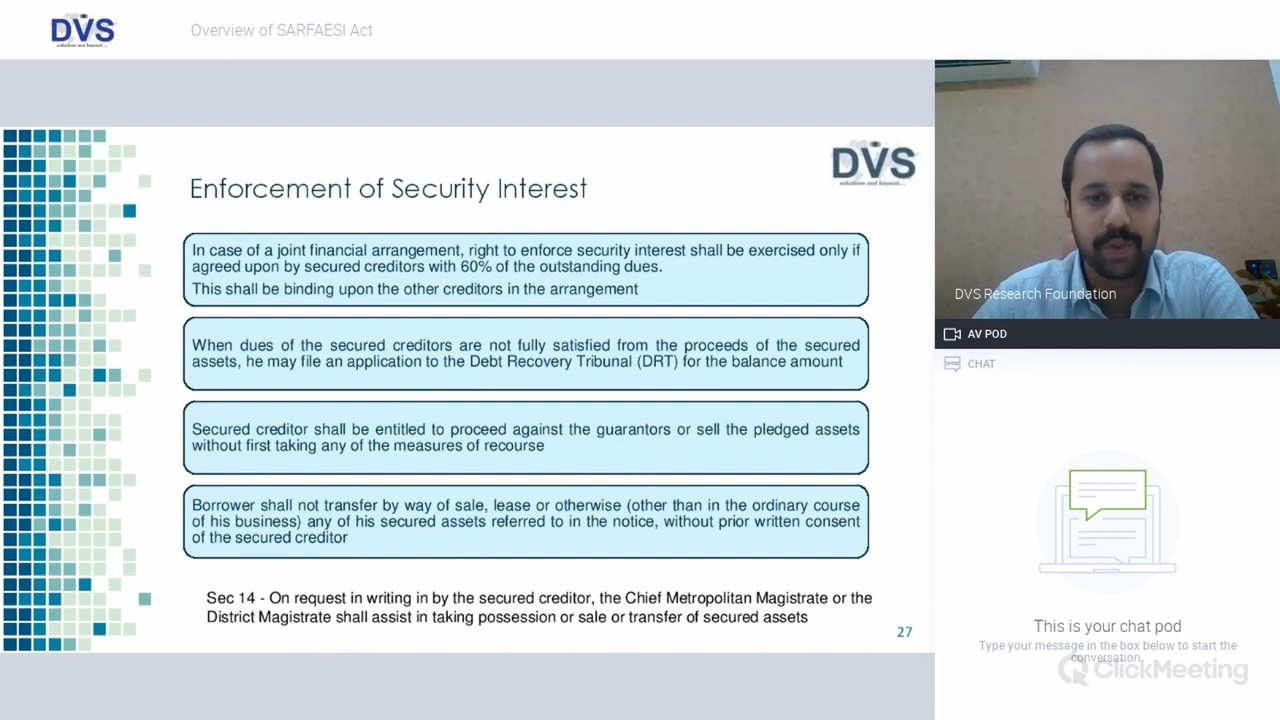 DVS
solutions and beyond....
Overview of SARFAESI Act
DVS
solutions and beyond....
Enforcement of Security Interest
In case of a joint financial arrangement, right to enforce security interest shall be exercised only if
agreed upon by secured creditors with 60% of the outstanding dues.
This shall be binding upon the other creditors in the arrangement
When dues of the secured creditors are not fully satisfied from the proceeds of the secured
assets, he may file an application to the Debt Recovery Tribunal (DRT) for the balance amount
Secured creditor shall be entitled to proceed against the guarantors or sell the pledged assets
without first taking any of the measures of recourse
Borrower shall not transfer by way of sale, lease or otherwise (other than in the ordinary course
of his business) any of his secured assets referred to in the notice, without prior written consent
of the secured creditor
Sec 14 - On request in writing in by the secured creditor, the Chief Metropolitan Magistrate or the
District Magistrate shall assist in taking possession or sale or transfer of secured assets
27
DVS Research Foundation
AV POD
CHAT
This is your chat pod
Type your message in the box below to start the
conversation.
ClickMeeting